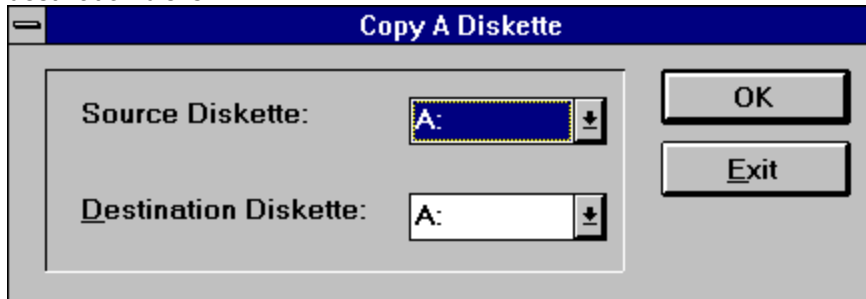 Copy A Diskette
Source Diskette: A: OK
Exit
Destination Diskette: A: